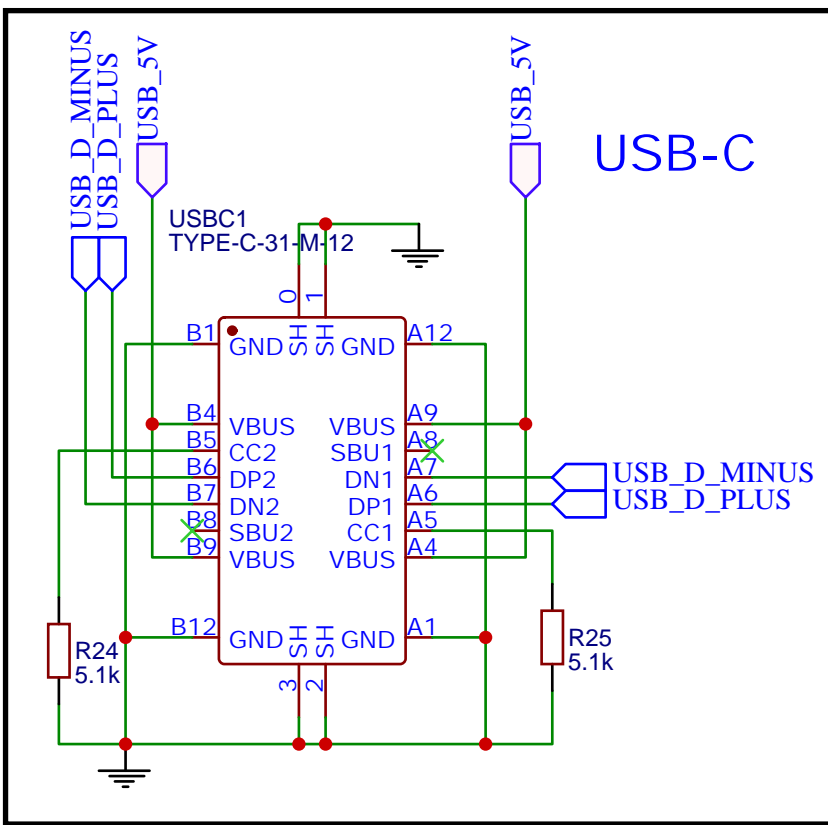 USB_D_MINUS
USB_D_PLUS
USB_5V
USB_5V
USB-C
USBC1
TYPE-C-31-M-12
0
1
B1
GND
SH
SH
GND
A12
B4
VBUS
VBUS
A9
B5
CC2
SBU1
A8
B6
DP2
DN1
A7
USB_D_MINUS
B7
DN2
DP1
A6
USB_D_PLUS
B8
SBU2
CC1
A5
B9
VBUS
VBUS
A4
B12
GND
SH
SH
GND
A1
R24
5.1k
R25
5.1k
3
2